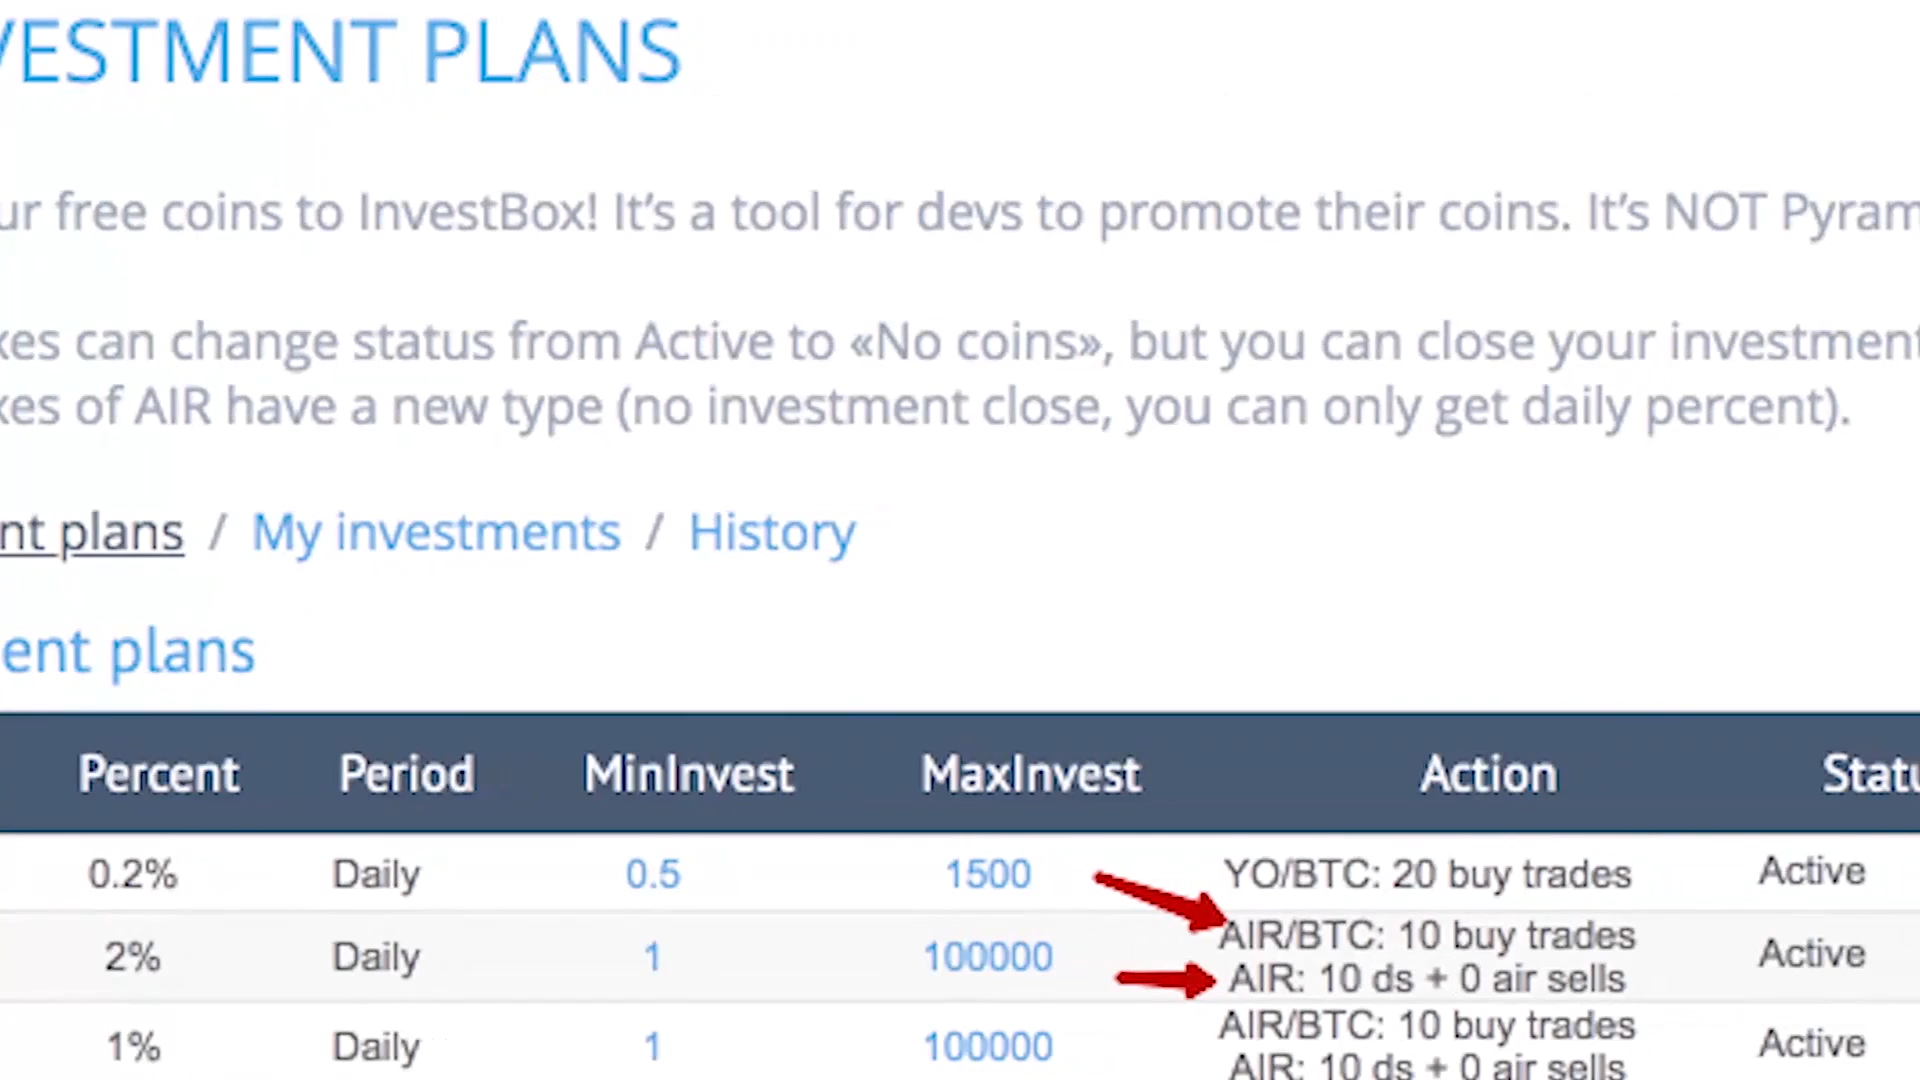 VESTMENT PLANS
ur free coins to InvestBox! It's a tool for devs to promote their coins. It's NOT Pyram
xes can change status from Active to «No coins», but you can close your investment
xes of AIR have a new type (no investment close, you can only get daily percent).
nt plans / My investments / History
ent plans
Percent Period MinInvest MaxInvest Action Statu
0.2% Daily 0.5 1500 YO/BTC: 20 buy trades Active
2% Daily 1 100000 AIR/BTC: 10 buy trades Active
AIR: 10 ds + 0 air sells
1% Daily 1 100000 AIR/BTC: 10 buy trades Active
AIR: 10 ds + 0 air sells